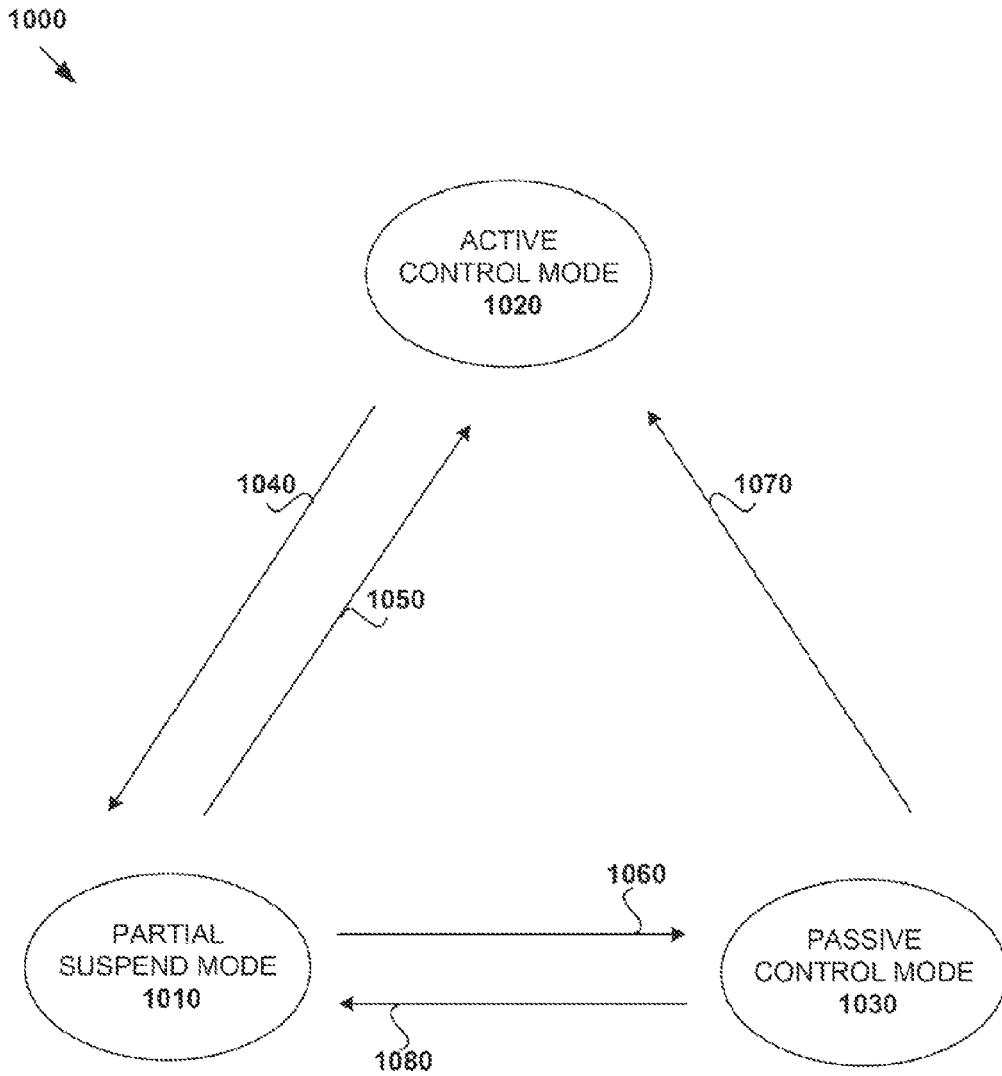 1000
ACTIVE
CONTROL MODE
1020
1040
1070
1050
1060
PARTIAL
SUSPEND MODE
1010
PASSIVE
CONTROL MODE
1030
1080